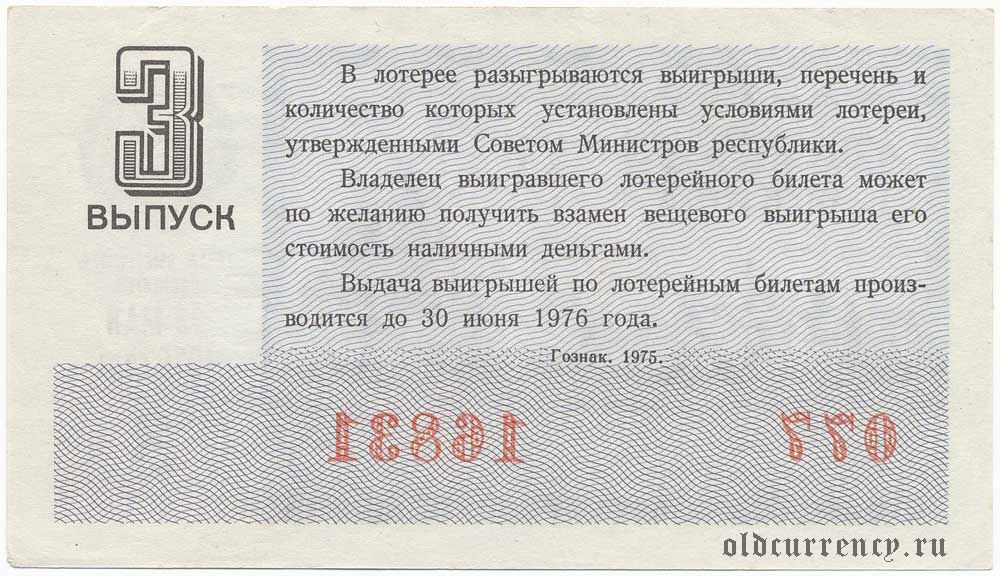 3
ВЫПУСК
В лотерее разыгрываются выигрыши, перечень и
количество которых установлены условиями лотереи,
утвержденными Советом Министров республики.
Владелец выигравшего лотерейного билета может
по желанию получить взамен вещевого выигрыша его
стоимость наличными деньгами.
Выдача выигрышей по лотерейным билетам произ-
водится до 30 июня 1976 года.
Гознак. 1975.
077 16831
oldcurrency.ru